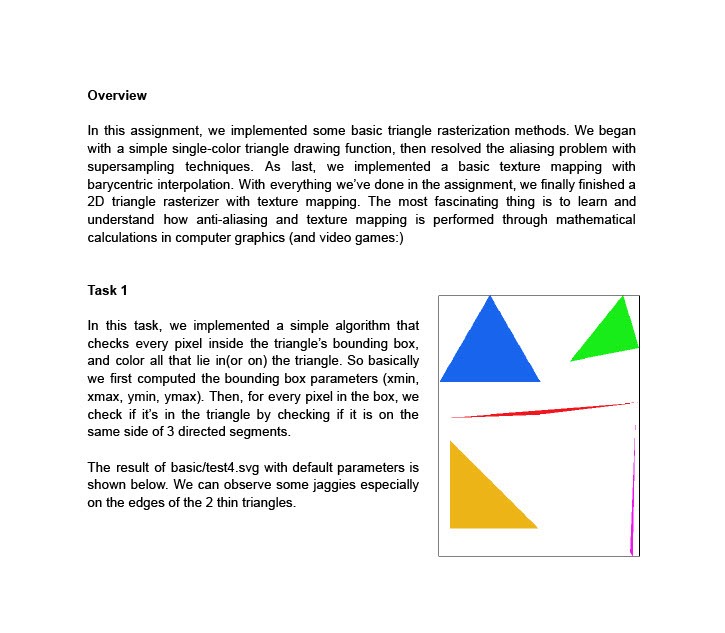 Overview
In this assignment, we implemented some basic triangle rasterization methods. We began
with a simple single-color triangle drawing function, then resolved the aliasing problem with
supersampling techniques. As last, we implemented a basic texture mapping with
barycentric interpolation. With everything we've done in the assignment, we finally finished a
2D triangle rasterizer with texture mapping. The most fascinating thing is to learn and
understand how anti-aliasing and texture mapping is performed through mathematical
calculations in computer graphics (and video games:)
Task 1
In this task, we implemented a simple algorithm that
checks every pixel inside the triangle's bounding box,
and color all that lie in(or on) the triangle. So basically
we first computed the bounding box parameters (xmin,
xmax, ymin, ymax). Then, for every pixel in the box, we
check if it's in the triangle by checking if it is on the
same side of 3 directed segments.
The result of basic/test4.svg with default parameters is
shown below. We can observe some jaggies especially
on the edges of the 2 thin triangles.